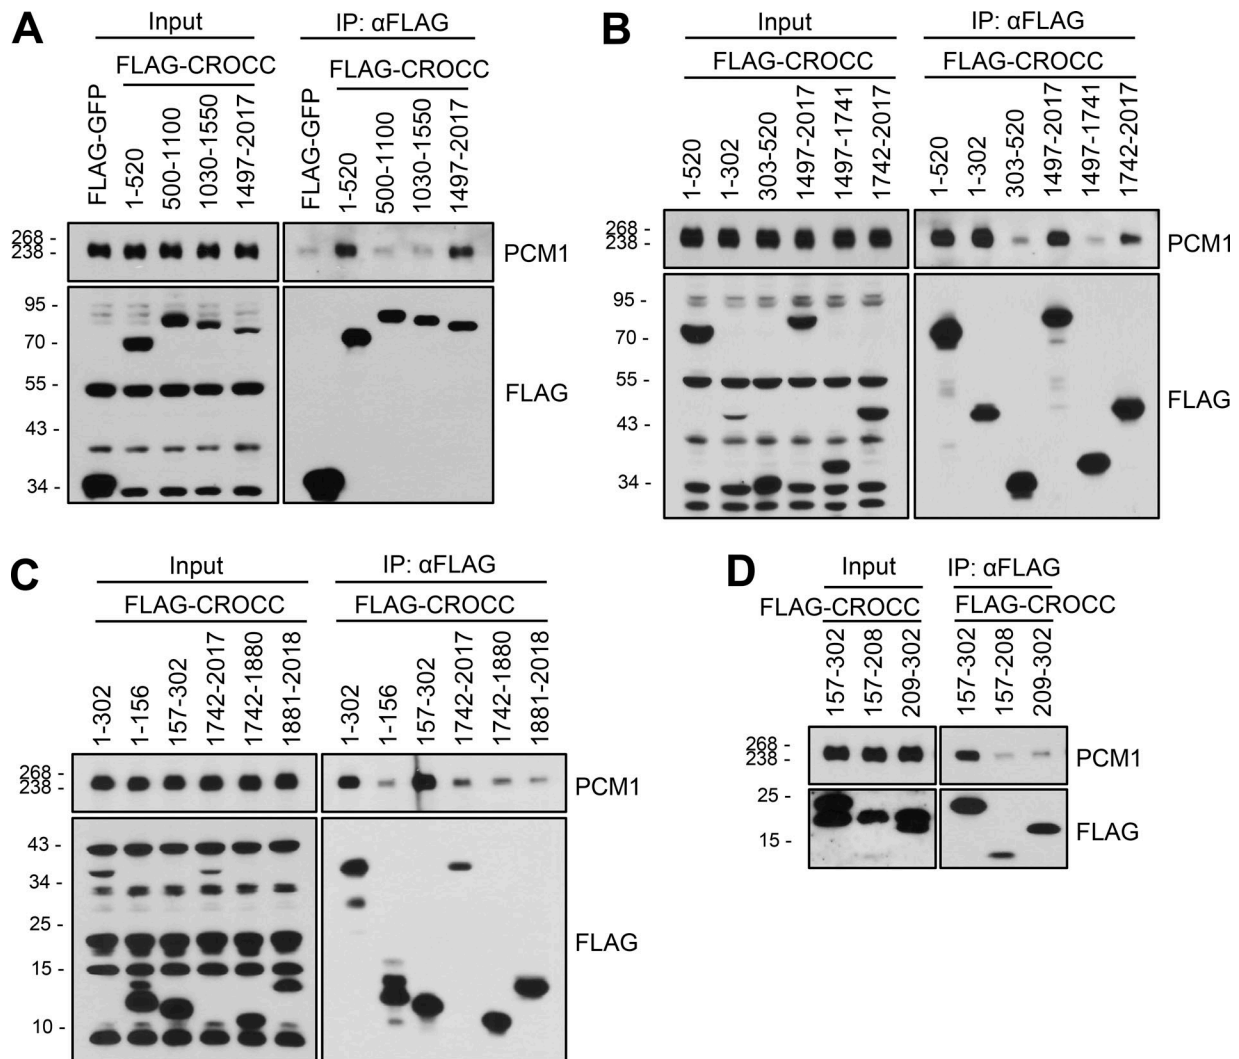 A
Input
IP: αFLAG
FLAG-CROCC
FLAG-CROCC
FLAG-GFP
1-520
500-1100
1030-1550
1497-2017
FLAG-GFP
1-520
500-1100
1030-1550
1497-2017
268 -
238 -
PCM1
95 -
70 -
55 -
43 -
34 -
FLAG
B
Input
IP: αFLAG
FLAG-CROCC
FLAG-CROCC
1-520
1-302
303-520
1497-2017
1497-1741
1742-2017
1-520
1-302
303-520
1497-2017
1497-1741
1742-2017
268 -
238 -
PCM1
95 -
70 -
55 -
43 -
34 -
FLAG
C
Input
IP: αFLAG
FLAG-CROCC
FLAG-CROCC
1-302
1-156
157-302
1742-2017
1742-1880
1881-2018
1-302
1-156
157-302
1742-2017
1742-1880
1881-2018
268 -
238 -
PCM1
43 -
34 -
25 -
15 -
10 -
FLAG
D
Input
IP: αFLAG
FLAG-CROCC
FLAG-CROCC
157-302
157-208
209-302
157-302
157-208
209-302
268 -
238 -
PCM1
25 -
15 -
FLAG